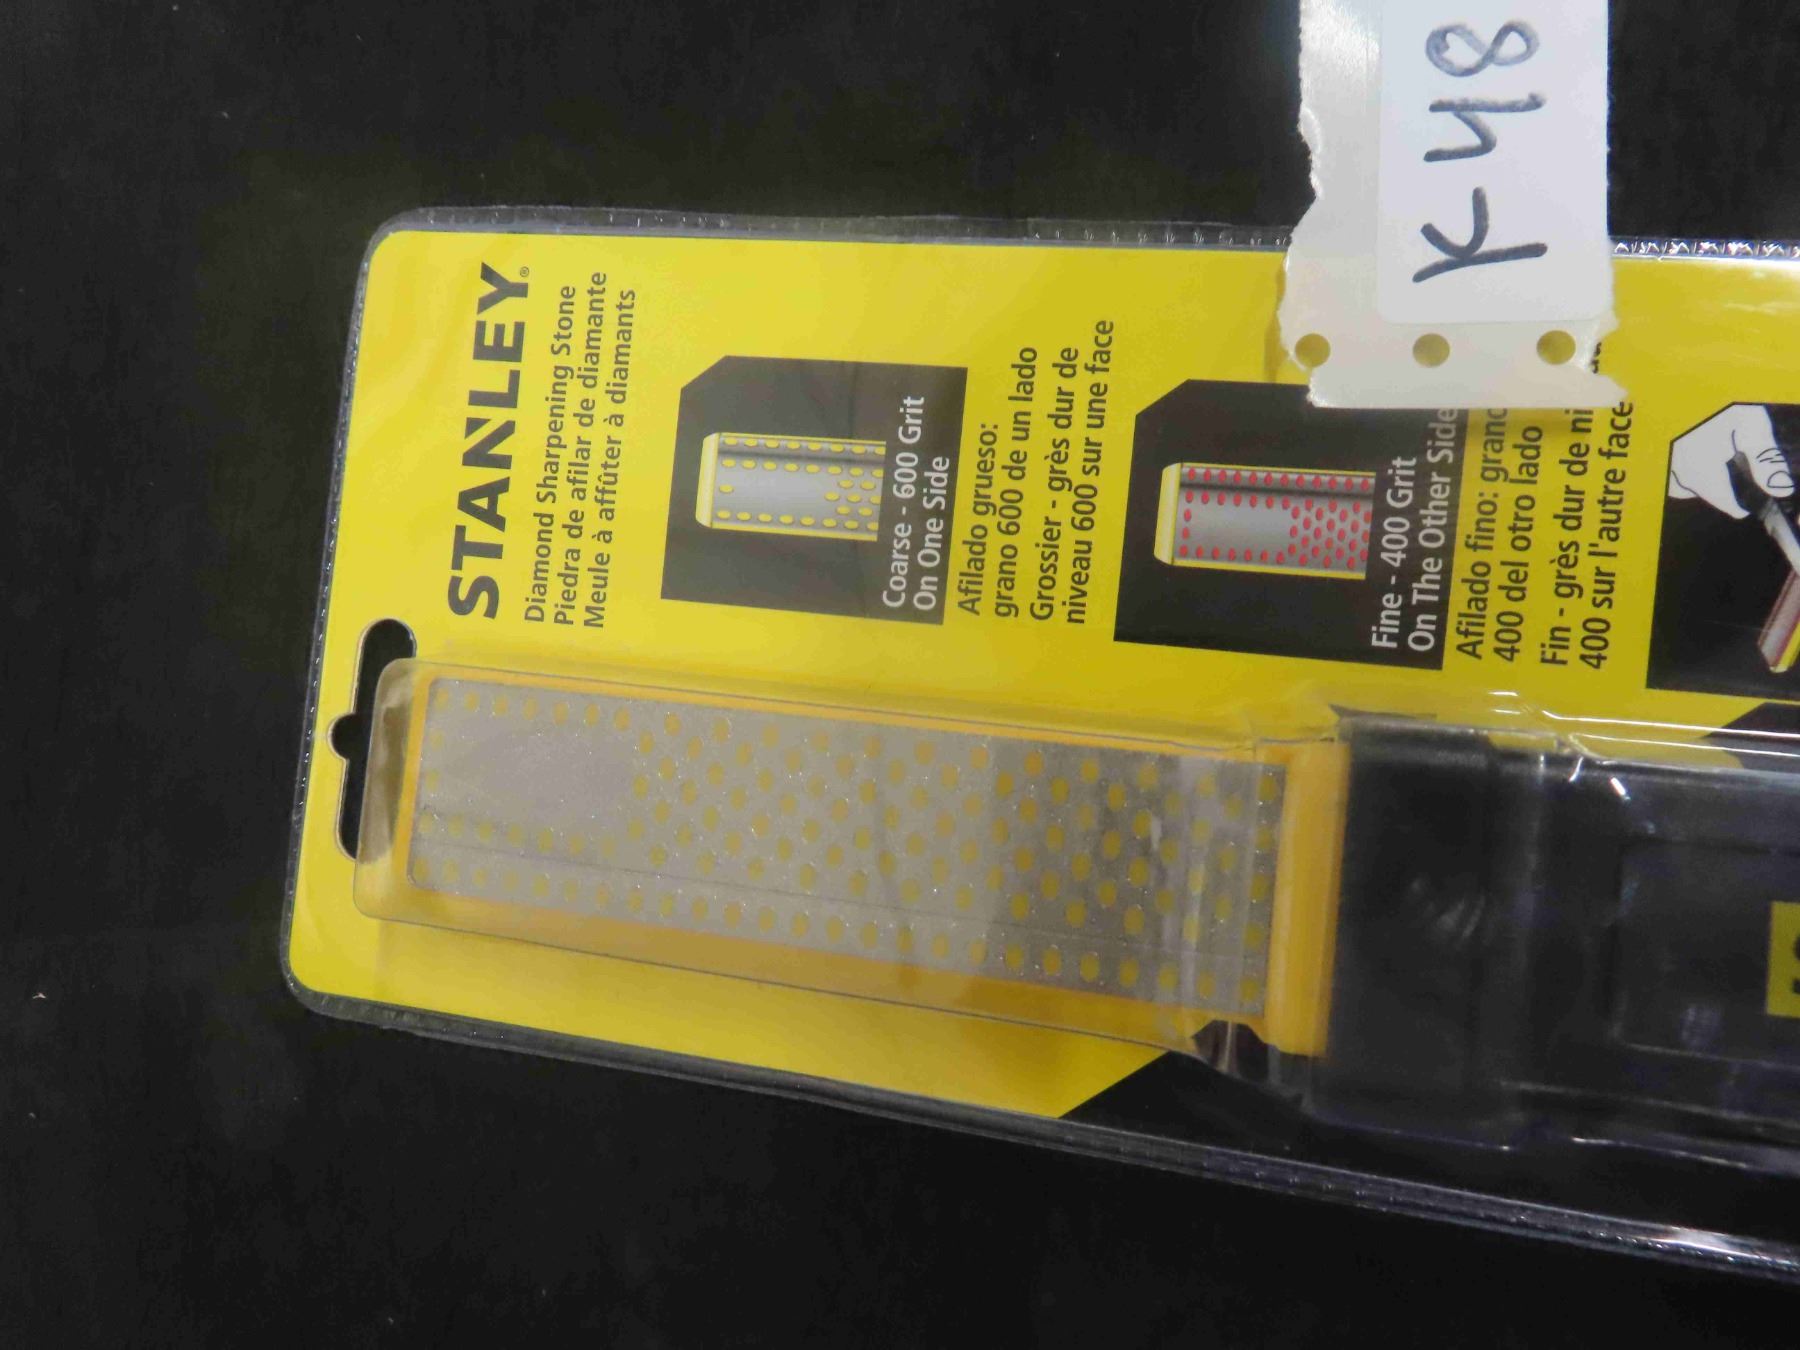 K-48
STANLEY®
Diamond Sharpening Stone
Piedra de afilar de diamante
Meule à affûter à diamants
Coarse - 600 Grit
On One Side
Afilado grueso:
grano 600 de un lado
Grossier - grès dur de
niveau 600 sur une face
Fine - 400 Grit
On The Other Side
Afilado fino:
400 del otro lado
Fin - grès dur de
400 sur l'autre face